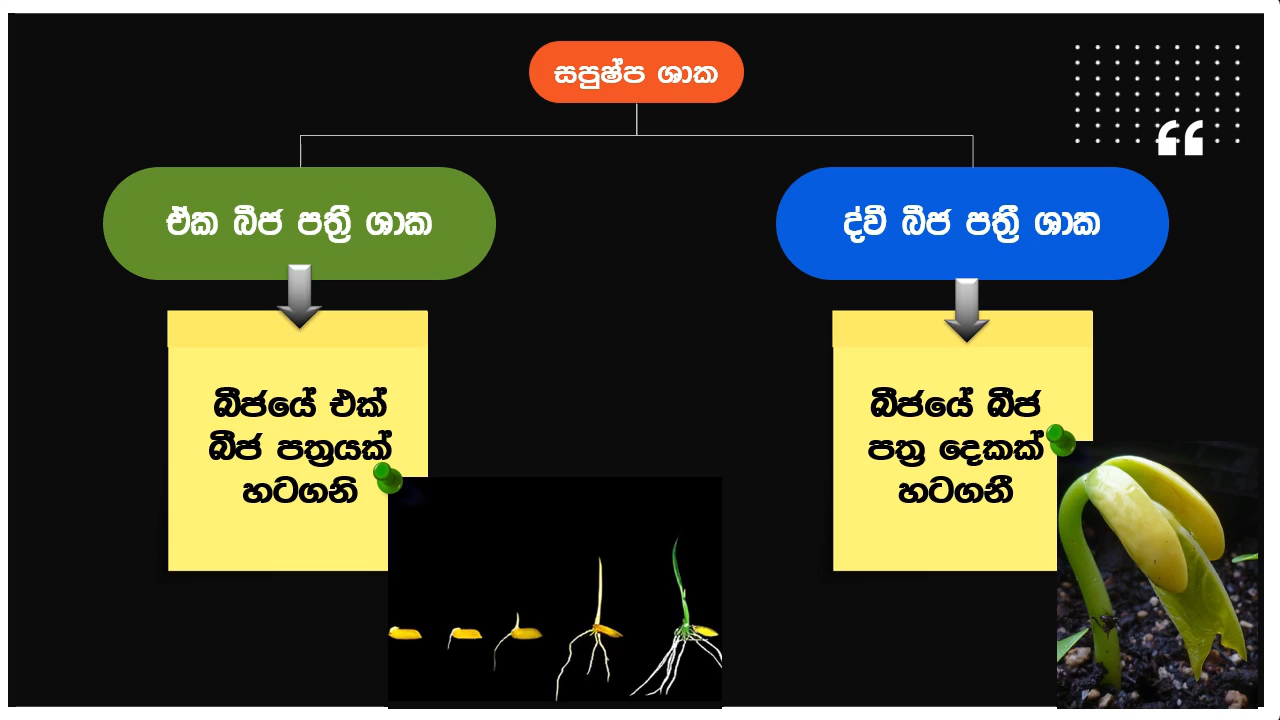 සපුෂ්ප ශාක
ඒක බීජ පත්‍රී ශාක
ද්වි බීජ පත්‍රී ශාක
බීජයේ එක්
බීජ පත්‍රයක්
හටගනි
බීජයේ බීජ
පත්‍ර දෙකක්
හටගනී